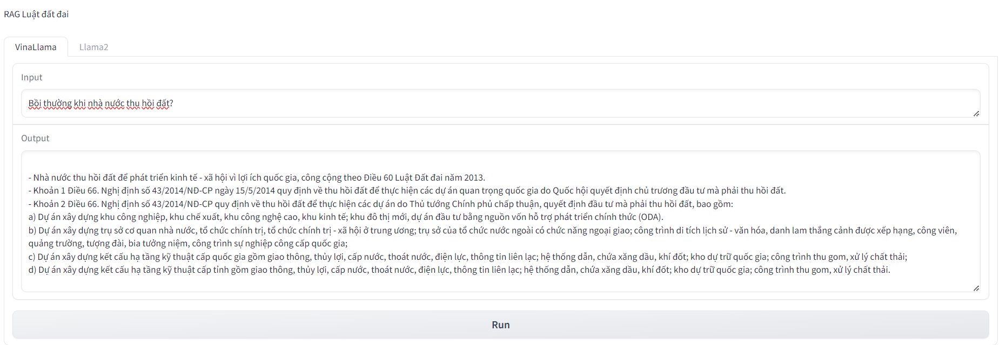 RAG Luật đất đai
VinaLlama
Llama2
Input
Bồi thường khi nhà nước thu hồi đất?
Output
- Nhà nước thu hồi đất để phát triển kinh tế - xã hội vì lợi ích quốc gia, công cộng theo Điều 60 Luật Đất đai năm 2013.
- Khoản 1 Điều 66. Nghị định số 43/2014/NĐ-CP ngày 15/5/2014 quy định về thu hồi đất để thực hiện các dự án quan trọng quốc gia do Quốc hội quyết định chủ trương đầu tư mà phải thu hồi đất.
- Khoản 2 Điều 66. Nghị định số 43/2014/NĐ-CP quy định về thu hồi đất để thực hiện các dự án do Thủ tướng Chính phủ chấp thuận, quyết định đầu tư mà phải thu hồi đất, bao gồm:
a) Dự án xây dựng khu công nghiệp, khu chế xuất, khu công nghệ cao, khu kinh tế; khu đô thị mới, dự án đầu tư bằng nguồn vốn hỗ trợ phát triển chính thức (ODA).
b) Dự án xây dựng trụ sở cơ quan nhà nước, tổ chức chính trị, tổ chức chính trị - xã hội ở trung ương; trụ sở của tổ chức nước ngoài có chức năng ngoại giao; công trình di tích lịch sử - văn hóa, danh lam thắng cảnh được xếp hạng, công viên,
quảng trường, tượng đài, bia tưởng niệm, công trình sự nghiệp công cấp quốc gia;
c) Dự án xây dựng kết cấu hạ tầng kỹ thuật cấp quốc gia gồm giao thông, thủy lợi, cấp nước, thoát nước, điện lực, thông tin liên lạc; hệ thống dẫn, chứa xăng dầu, khí đốt; kho dự trữ quốc gia; công trình thu gom, xử lý chất thải;
d) Dự án xây dựng kết cấu hạ tầng kỹ thuật cấp tỉnh gồm giao thông, thủy lợi, cấp nước, thoát nước, điện lực, thông tin liên lạc; hệ thống dẫn, chứa xăng dầu, khí đốt; kho dự trữ quốc gia; công trình thu gom, xử lý chất thải.
Run